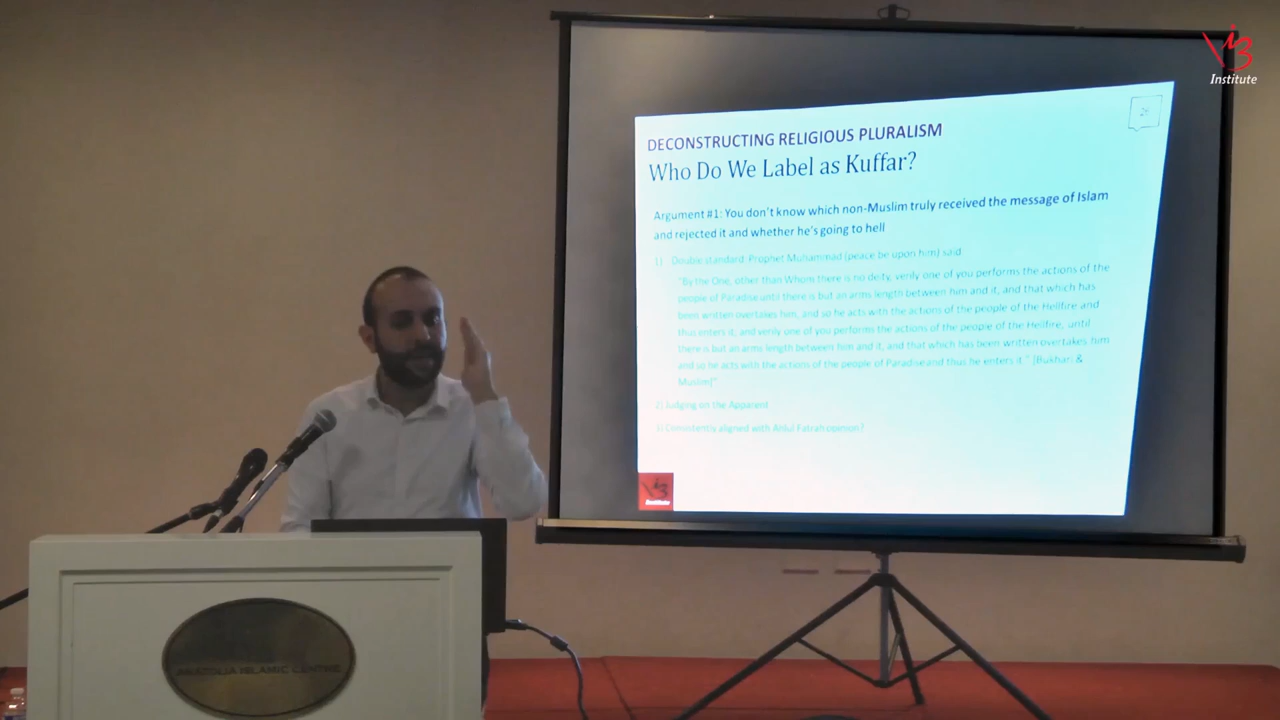 i3
Institute
26
DECONSTRUCTING RELIGIOUS PLURALISM
Who Do We Label as Kuffar?
Argument #1: You don't know which non-Muslim truly received the message of Islam
and rejected it and whether he's going to hell
1) Double standard: Prophet Muhammad (peace be upon him) said
"By the One, other than Whom there is no deity, verily one of you performs the actions of the
people of Paradise until there is but an arms length between him and it, and that which has
been written overtakes him, and so he acts with the actions of the people of the Hellfire and
thus enters it; and verily one of you performs the actions of the people of the Hellfire, until
there is but an arms length between him and it, and that which has been written overtakes him
and so he acts with the actions of the people of Paradise and thus he enters it." [Bukhari &
Muslim]"
2) Judging on the Apparent
3) Consistently aligned with Ahlul Fatrah opinion?
i3
Institute
ANATOLIA ISLAMIC CENTRE